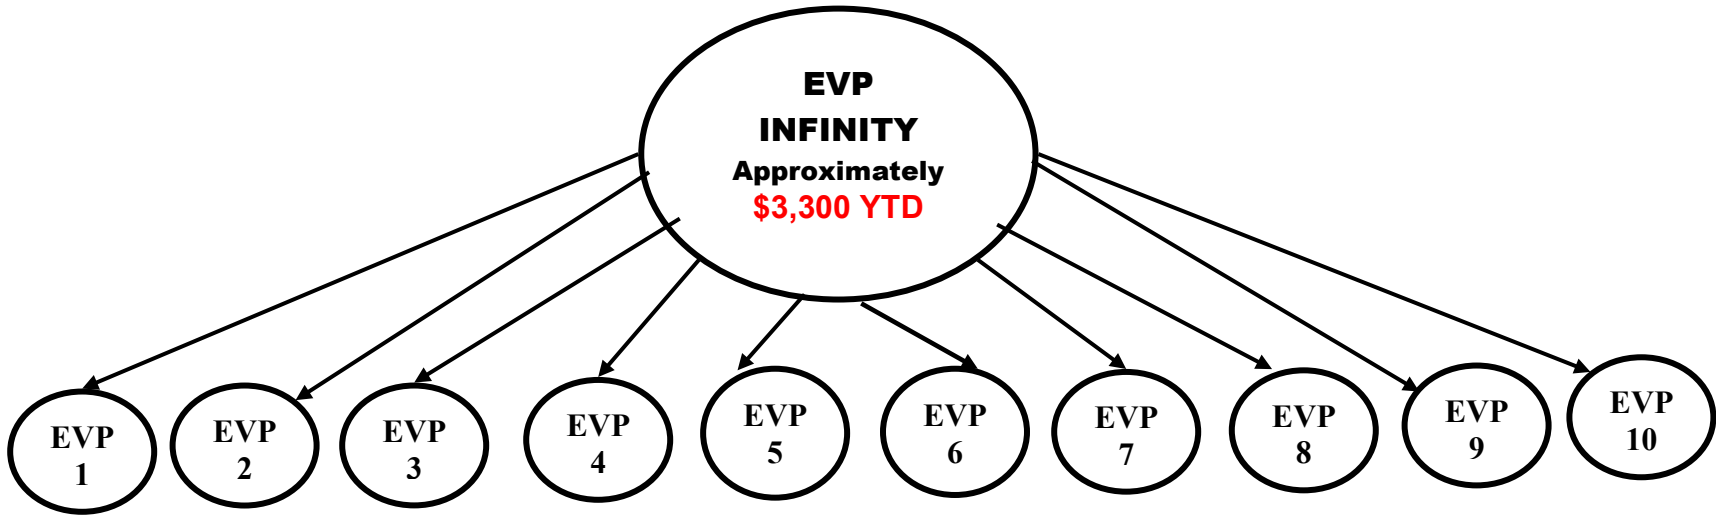 EVP
INFINITY
Approximately
$3,300 YTD
EVP
1
EVP
2
EVP
3
EVP
4
EVP
5
EVP
6
EVP
7
EVP
8
EVP
9
EVP
10